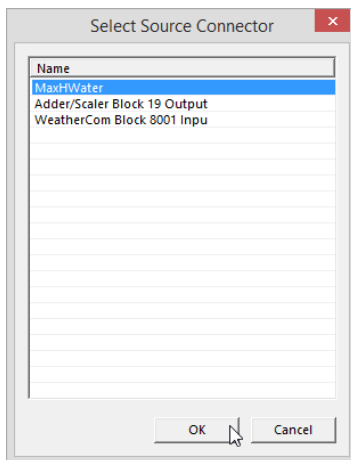 Select Source Connector
Name
MaxHWater
Adder/Scaler Block 19 Output
WeatherCom Block 8001 Inpu
OK
Cancel